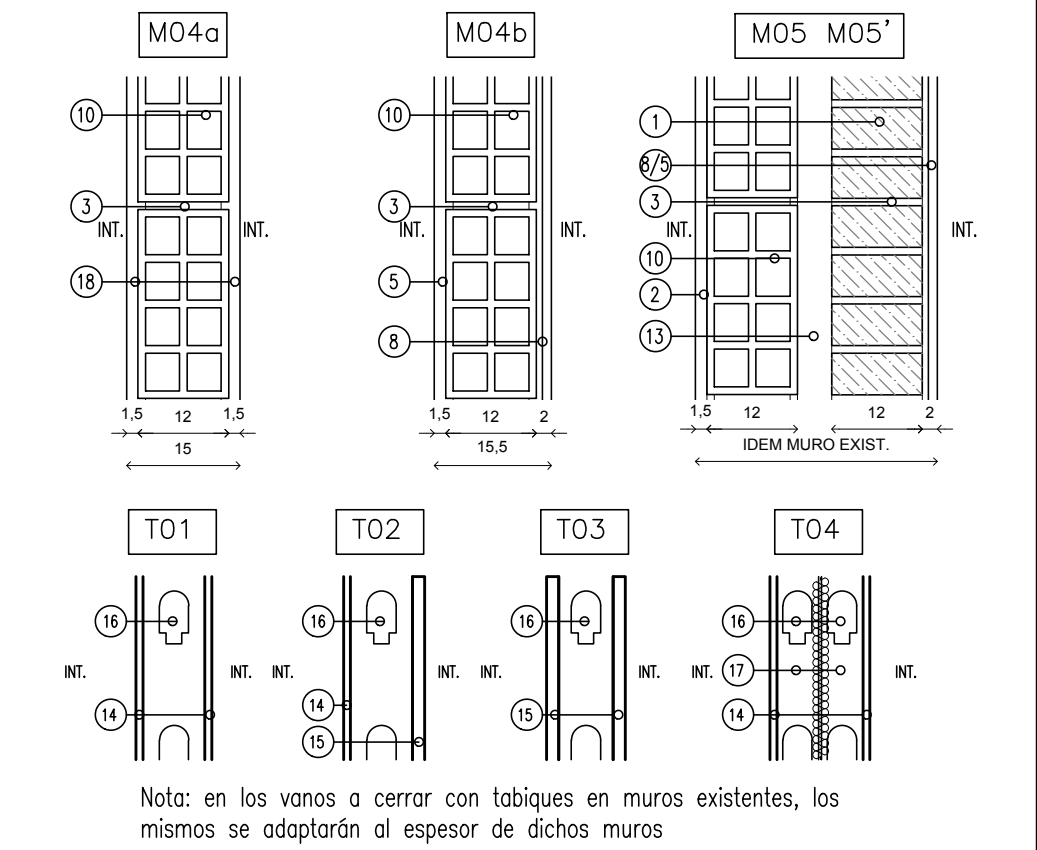 M04a
M04b
M05 M05'
10
3
INT.
INT.
18
1,5 12 1,5
15
10
3
INT.
INT.
5
8
1,5 12 2
15,5
1
8/5
3
INT.
INT.
10
2
13
1,5 12 12 2
IDEM MURO EXIST.
T01
T02
T03
T04
16
INT.
INT.
14
16
INT.
INT.
14
15
16
INT.
INT.
15
16
INT.
17
INT.
14
Nota: en los vanos a cerrar con tabiques en muros existentes, los
mismos se adaptarán al espesor de dichos muros